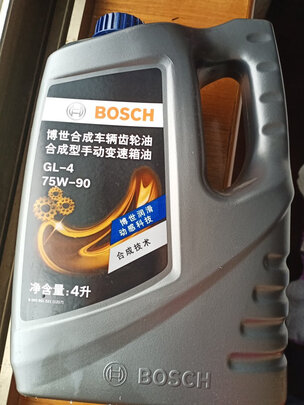 BOSCH
博世合成车辆齿轮油
合成型手动变速箱油
GL-4
75W-90
博世润滑
动感科技
合成技术
净含量:4升
BOSCH